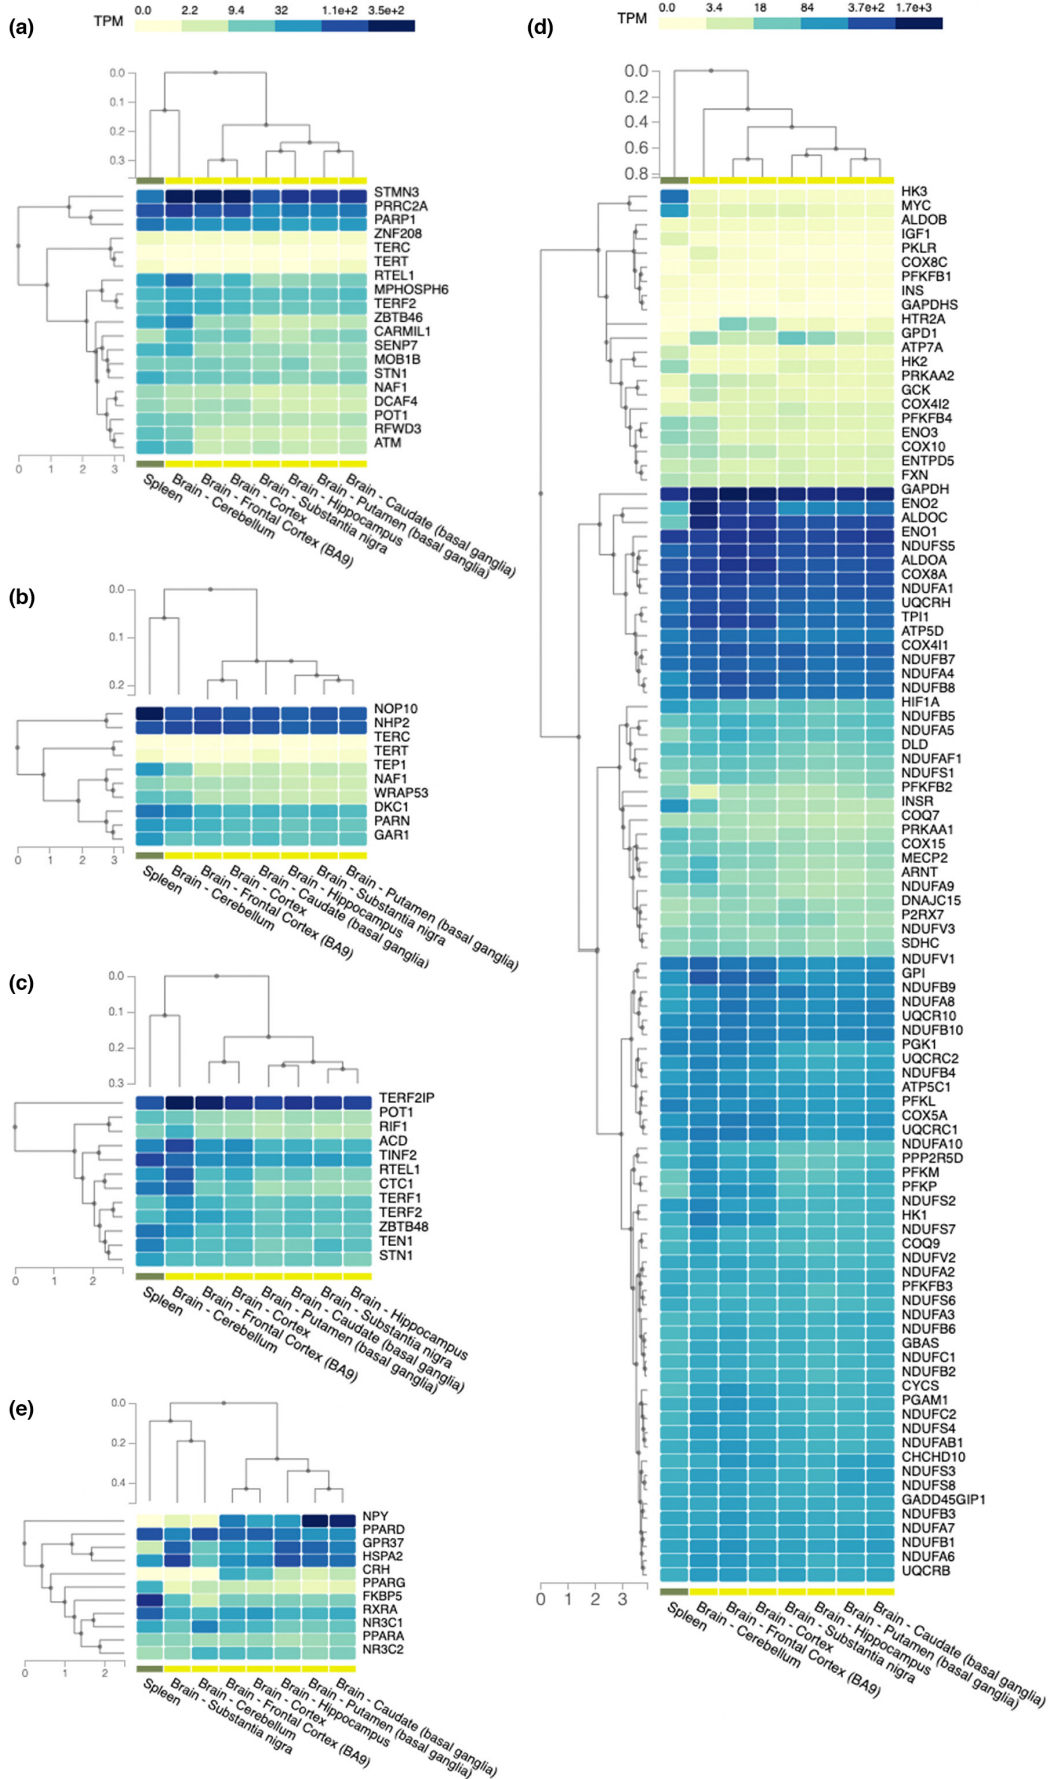 (a)
TPM
0.0 2.2 9.4 32 1.1e+2 3.5e+2
0.0
0.1
0.2
0.3
STMN3
PRRC2A
PARP1
ZNF208
TERC
TERT
RTEL1
MPHOSPH6
TERF2
ZBTB46
CARMIL1
SENP7
MOB1B
STN1
NAF1
DCAF4
POT1
RFWD3
ATM
0 1 2 3
Spleen
Brain - Cerebellum
Brain - Frontal Cortex (BA9)
Brain - Cortex
Brain - Substantia nigra
Brain - Hippocampus
Brain - Putamen (basal ganglia)
Brain - Caudate (basal ganglia)
(b)
0.0
0.1
0.2
NOP10
NHP2
TERC
TERT
TEP1
NAF1
WRAP53
DKC1
PARN
GAR1
0 1 2 3
Spleen
Brain - Cerebellum
Brain - Frontal Cortex (BA9)
Brain - Cortex
Brain - Caudate (basal ganglia)
Brain - Hippocampus
Brain - Substantia nigra
Brain - Putamen (basal ganglia)
(c)
0.0
0.1
0.2
0.3
TERF2IP
POT1
RIF1
ACD
TINF2
RTEL1
CTC1
TERF1
TERF2
ZBTB48
TEN1
STN1
0 1 2
Spleen
Brain - Cerebellum
Brain - Frontal Cortex (BA9)
Brain - Cortex
Brain - Putamen (basal ganglia)
Brain - Caudate (basal ganglia)
Brain - Substantia nigra
Brain - Hippocampus
(e)
0.0
0.2
0.4
NPY
PPARD
GPR37
HSPA2
CRH
PPARG
FKBP5
RXRA
NR3C1
PPARA
NR3C2
0 1 2
Spleen
Brain - Substantia nigra
Brain - Cerebellum
Brain - Frontal Cortex (BA9)
Brain - Cortex
Brain - Hippocampus
Brain - Putamen (basal ganglia)
Brain - Caudate (basal ganglia)
(d)
TPM
0.0 3.4 18 84 3.7e+2 1.7e+3
0.0
0.2
0.4
0.6
0.8
HK3
MYC
ALDOB
IGF1
PKLR
COX8C
PFKFB1
INS
GAPDHS
HTR2A
GPD1
ATP7A
HK2
PRKAA2
GCK
COX4I2
PFKFB4
ENO3
COX10
ENTPD5
FXN
GAPDH
ENO2
ALDOC
ENO1
NDUFS5
ALDOA
COX8A
NDUFA1
UQCRH
TPI1
ATP5D
COX4I1
NDUFB7
NDUFA4
NDUFB8
HIF1A
NDUFB5
NDUFA5
DLD
NDUFAF1
NDUFS1
PFKFB2
INSR
COQ7
PRKAA1
COX15
MECP2
ARNT
NDUFA9
DNAJC15
P2RX7
NDUFV3
SDHC
NDUFV1
GPI
NDUFB9
NDUFA8
UQCR10
NDUFB10
PGK1
UQCRC2
NDUFB4
ATP5C1
PFKL
COX5A
UQCRC1
NDUFA10
PPP2R5D
PFKM
PFKP
NDUFS2
HK1
NDUFS7
COQ9
NDUFV2
NDUFA2
PFKFB3
NDUFS6
NDUFA3
NDUFB6
GBAS
NDUFC1
NDUFB2
CYCS
PGAM1
NDUFC2
NDUFS4
NDUFAB1
CHCHD10
NDUFS3
NDUFS8
GADD45GIP1
NDUFB3
NDUFA7
NDUFB1
NDUFA6
UQCRB
0 1 2 3
Spleen
Brain - Cerebellum
Brain - Frontal Cortex (BA9)
Brain - Cortex
Brain - Substantia nigra
Brain - Hippocampus
Brain - Putamen (basal ganglia)
Brain - Caudate (basal ganglia)